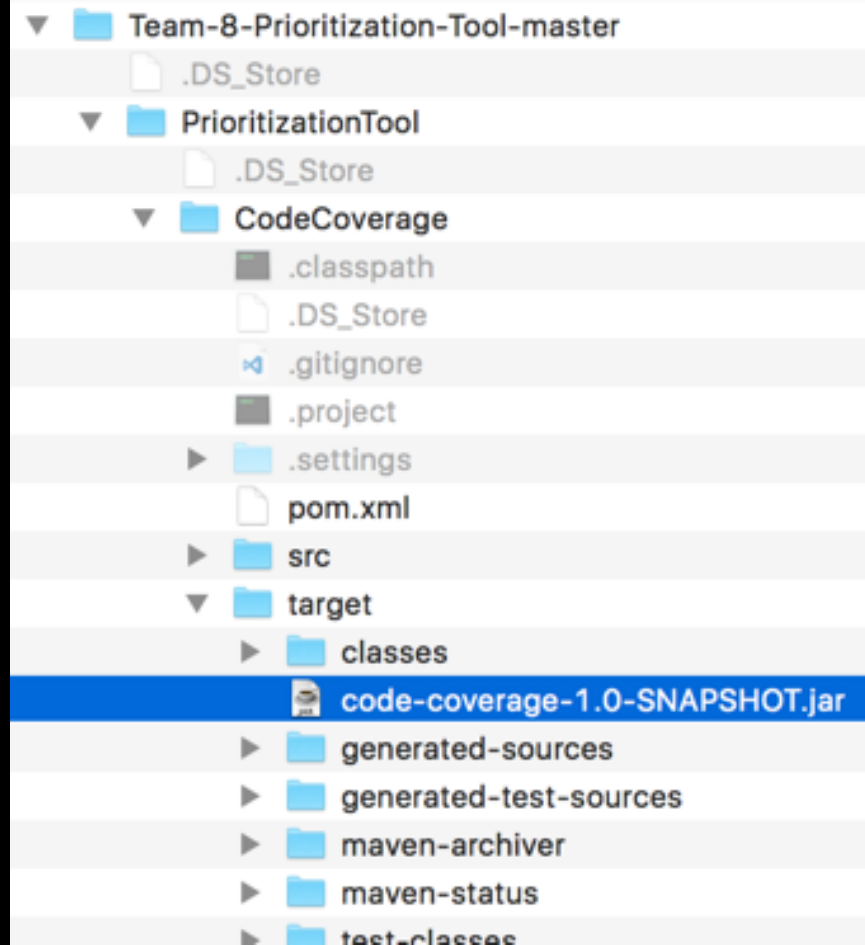 Team-8-Prioritization-Tool-master
.DS_Store
PrioritizationTool
.DS_Store
CodeCoverage
.classpath
.DS_Store
.gitignore
.project
.settings
pom.xml
src
target
classes
code-coverage-1.0-SNAPSHOT.jar
generated-sources
generated-test-sources
maven-archiver
maven-status
test-classes